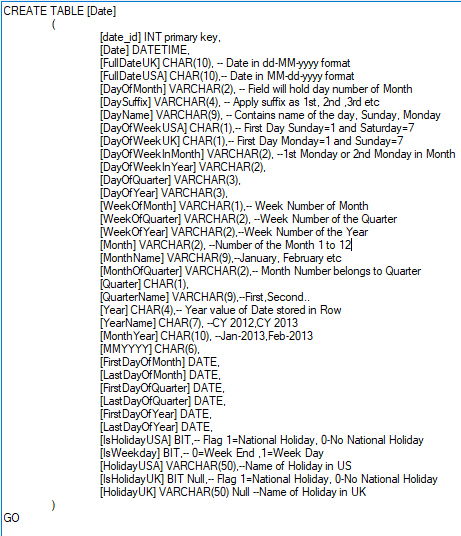 CREATE TABLE [Date]
(
[date_id] INT primary key,
[Date] DATETIME,
[FullDateUK] CHAR(10), -- Date in dd-MM-yyyy format
[FullDateUSA] CHAR(10),-- Date in MM-dd-yyyy format
[DayOfMonth] VARCHAR(2), -- Field will hold day number of Month
[DaySuffix] VARCHAR(4), -- Apply suffix as 1st, 2nd ,3rd etc
[DayName] VARCHAR(9), -- Contains name of the day, Sunday, Monday
[DayOfWeekUSA] CHAR(1),-- First Day Sunday=1 and Saturday=7
[DayOfWeekUK] CHAR(1),-- First Day Monday=1 and Sunday=7
[DayOfWeekInMonth] VARCHAR(2), --1st Monday or 2nd Monday in Month
[DayOfWeekInYear] VARCHAR(2),
[DayOfQuarter] VARCHAR(3),
[DayOfYear] VARCHAR(3),
[WeekOfMonth] VARCHAR(1),-- Week Number of Month
[WeekOfQuarter] VARCHAR(2), --Week Number of the Quarter
[WeekOfYear] VARCHAR(2),--Week Number of the Year
[Month] VARCHAR(2), --Number of the Month 1 to 12
[MonthName] VARCHAR(9),--January, February etc
[MonthOfQuarter] VARCHAR(2),-- Month Number belongs to Quarter
[Quarter] CHAR(1),
[QuarterName] VARCHAR(9),--First,Second..
[Year] CHAR(4),-- Year value of Date stored in Row
[YearName] CHAR(7), --CY 2012,CY 2013
[MonthYear] CHAR(10), --Jan-2013,Feb-2013
[MMYYYY] CHAR(6),
[FirstDayOfMonth] DATE,
[LastDayOfMonth] DATE,
[FirstDayOfQuarter] DATE,
[LastDayOfQuarter] DATE,
[FirstDayOfYear] DATE,
[LastDayOfYear] DATE,
[IsHolidayUSA] BIT,-- Flag 1=National Holiday, 0-No National Holiday
[IsWeekday] BIT,-- 0=Week End ,1=Week Day
[HolidayUSA] VARCHAR(50),--Name of Holiday in US
[IsHolidayUK] BIT Null,-- Flag 1=National Holiday, 0-No National Holiday
[HolidayUK] VARCHAR(50) Null --Name of Holiday in UK
)
GO